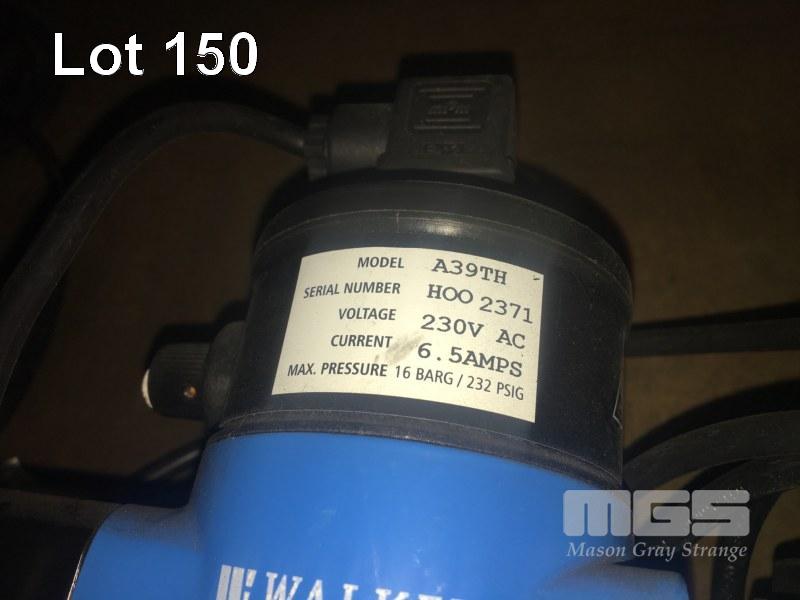 Lot 150
MODEL A39TH
SERIAL NUMBER HOO 2371
VOLTAGE 230V AC
CURRENT 6.5AMPS
MAX. PRESSURE 16 BARG / 232 PSIG
MGS
Mason Gray Strange